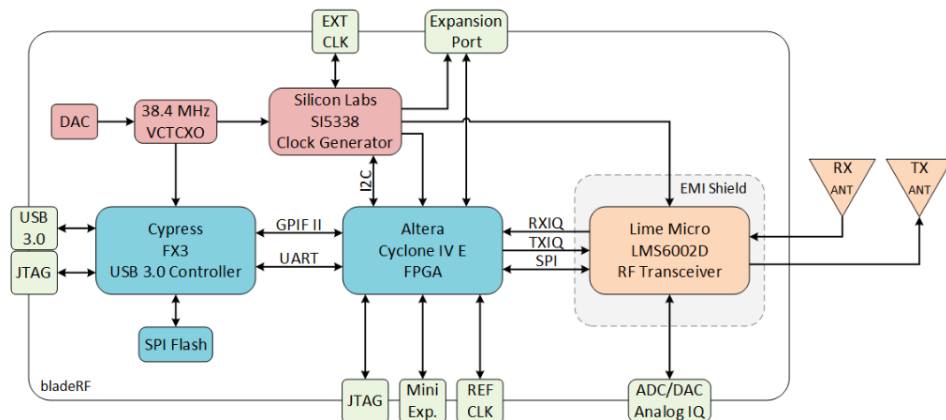 EXT
CLK
Expansion
Port
DAC
38.4 MHz
VCTCXO
Silicon Labs
SI5338
Clock Generator
I2C
EMI Shield
RX
ANT
TX
ANT
USB
3.0
JTAG
Cypress
FX3
USB 3.0 Controller
GPIF II
UART
Altera
Cyclone IV E
FPGA
RXIQ
TXIQ
SPI
Lime Micro
LMS6002D
RF Transceiver
SPI Flash
bladeRF
JTAG
Mini
Exp.
REF
CLK
ADC/DAC
Analog IQ